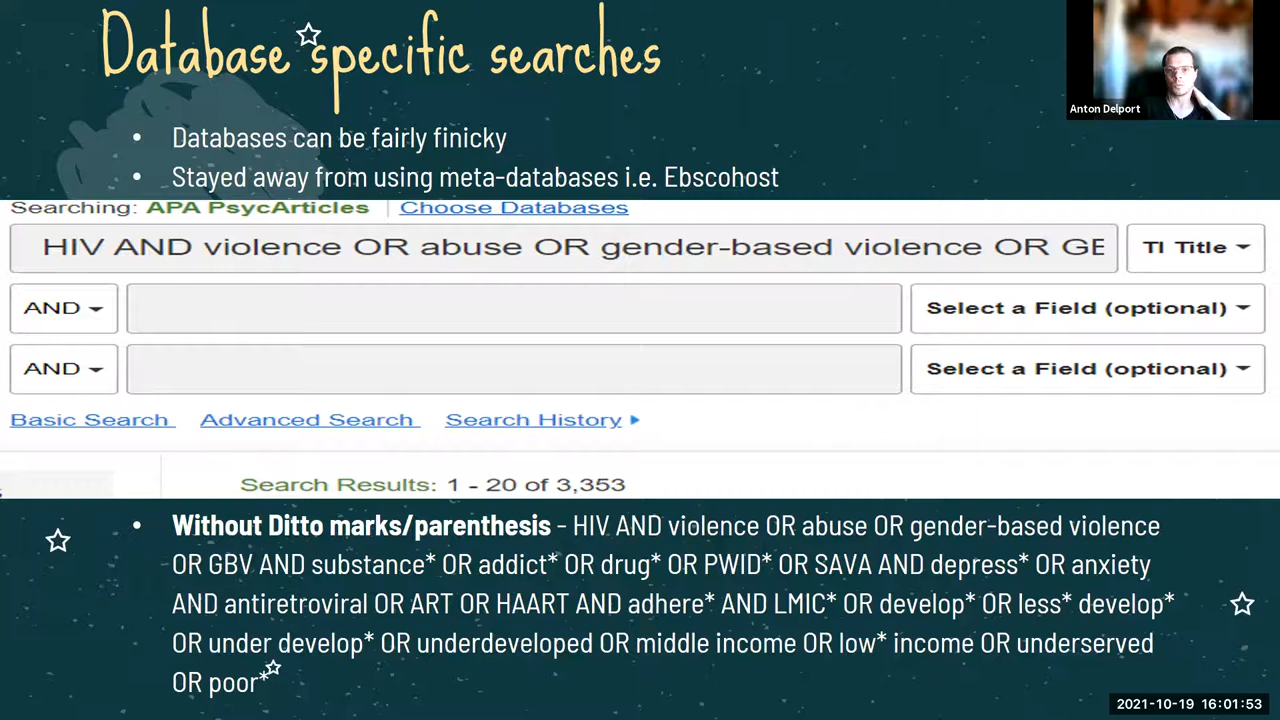 Database specific searches
Anton Delport
• Databases can be fairly finicky
• Stayed away from using meta-databases i.e. Ebscohost
Searching: APA PsycArticles Choose Databases
HIV AND violence OR abuse OR gender-based violence OR GE TI Title
AND Select a Field (optional)
AND Select a Field (optional)
Basic Search Advanced Search Search History
Search Results: 1 - 20 of 3,353
• Without Ditto marks/parenthesis - HIV AND violence OR abuse OR gender-based violence
OR GBV AND substance* OR addict* OR drug* OR PWID* OR SAVA AND depress* OR anxiety
AND antiretroviral OR ART OR HAART AND adhere* AND LMIC* OR develop* OR less* develop*
OR under develop* OR underdeveloped OR middle income OR low* income OR underserved
OR poor*
2021-10-19 16:01:53